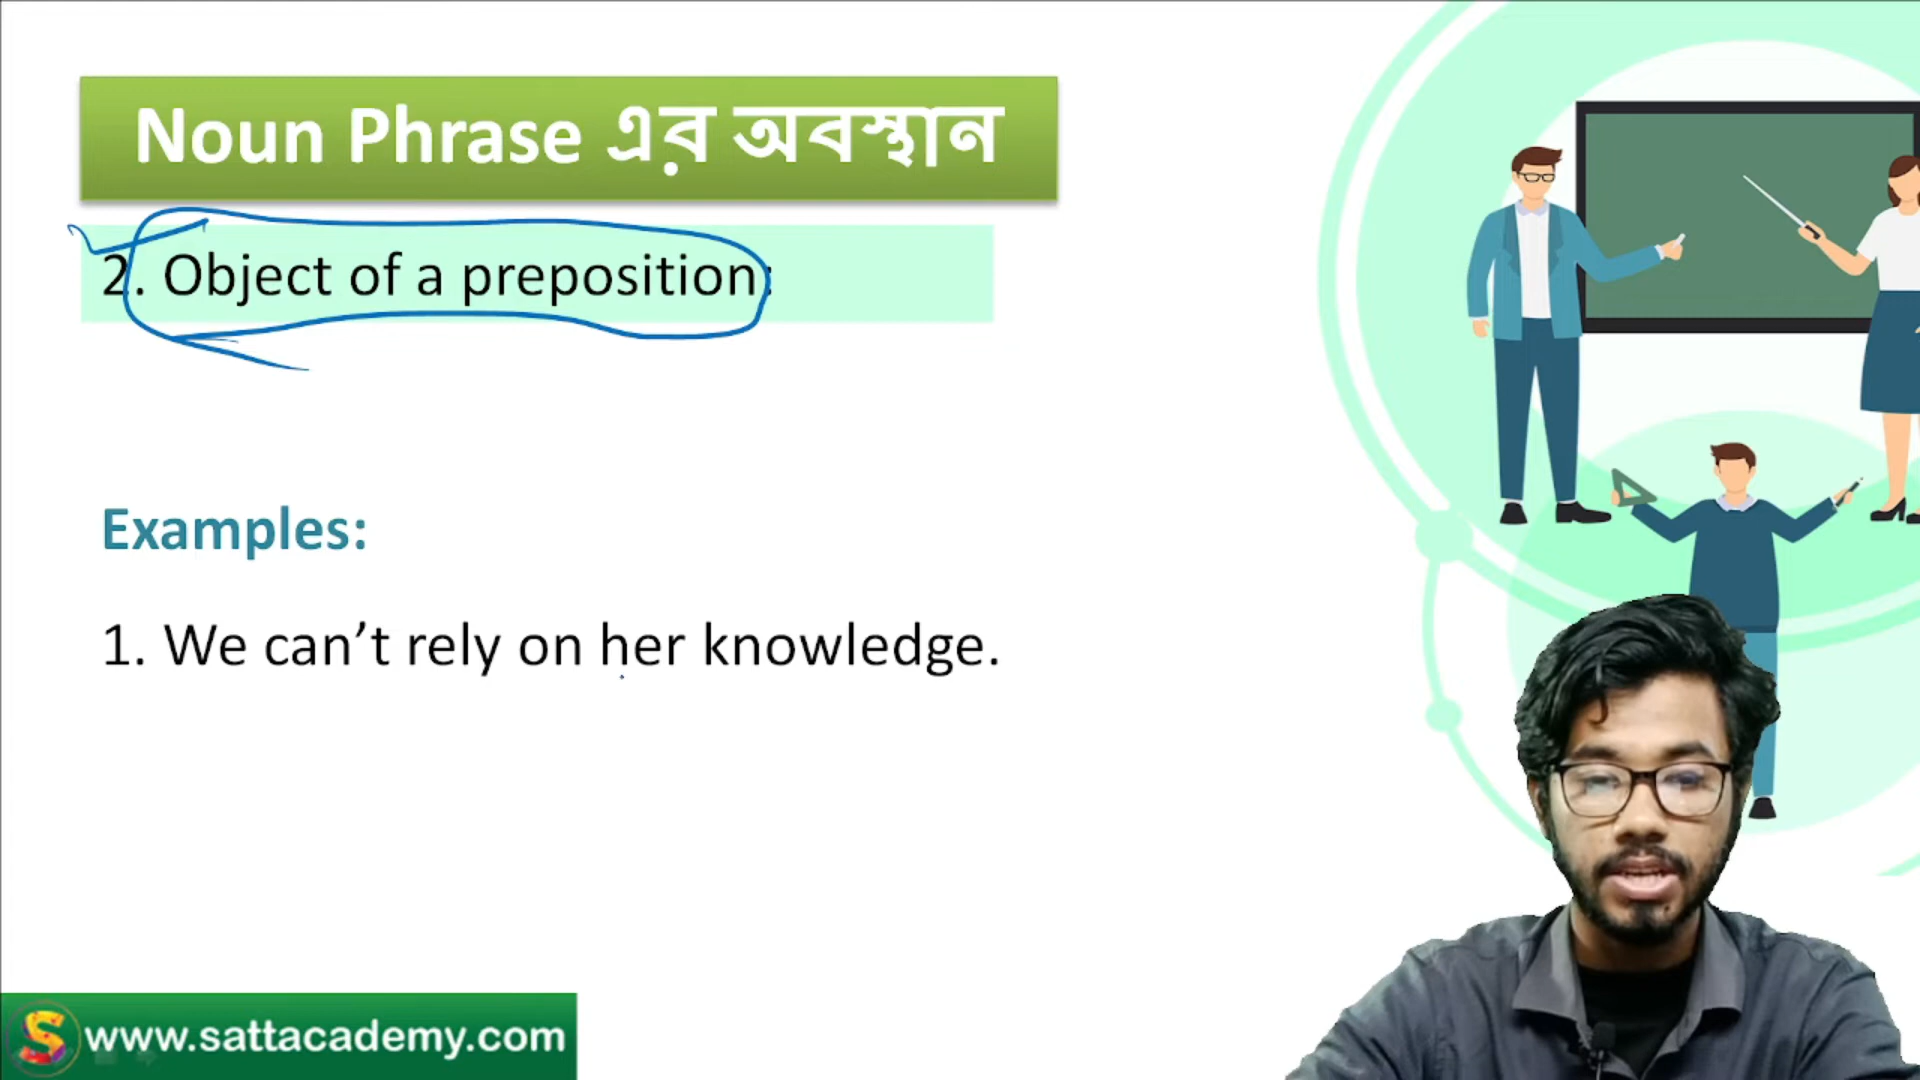 Noun Phrase এর অবস্থান
2. Object of a preposition:
Examples:
1. We can’t rely on her knowledge.
www.sattacademy.com